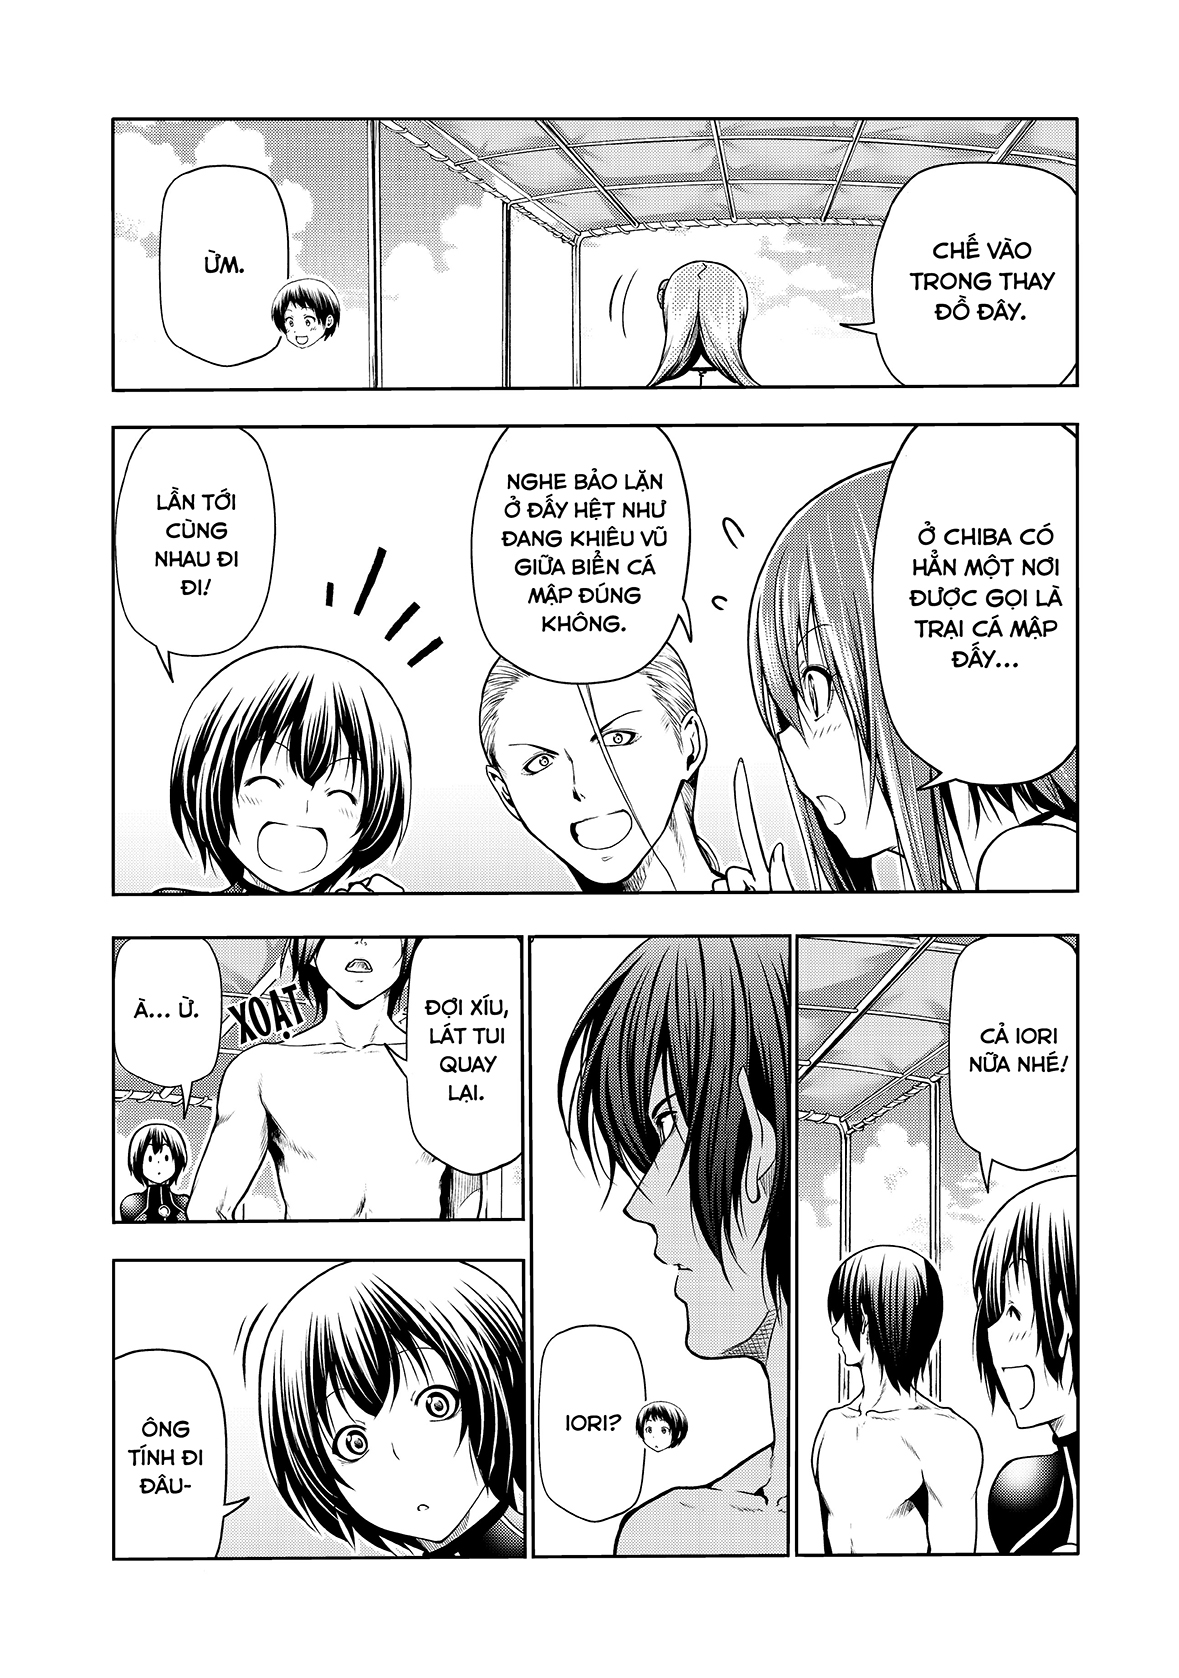 CHẾ VÀO
TRONG THAY
ĐỒ ĐÂY.
ỪM.
Ở CHIBA CÓ
HẲN MỘT NƠI
ĐƯỢC GỌI LÀ
TRẠI CÁ MẬP
ĐẤY...
NGHE BẢO LẶN
Ở ĐẤY HỆT NHƯ
ĐANG KHIÊU VŨ
GIỮA BIỂN CÁ
MẬP ĐÚNG
KHÔNG.
LẦN TỚI
CÙNG
NHAU ĐI
ĐI!
CẢ IORI
NỮA NHÉ!
IORI?
ĐỢI XÍU,
LÁT TUI
QUAY
LẠI.
XOẠT
À... Ừ.
ÔNG
TÍNH ĐI
ĐÂU-